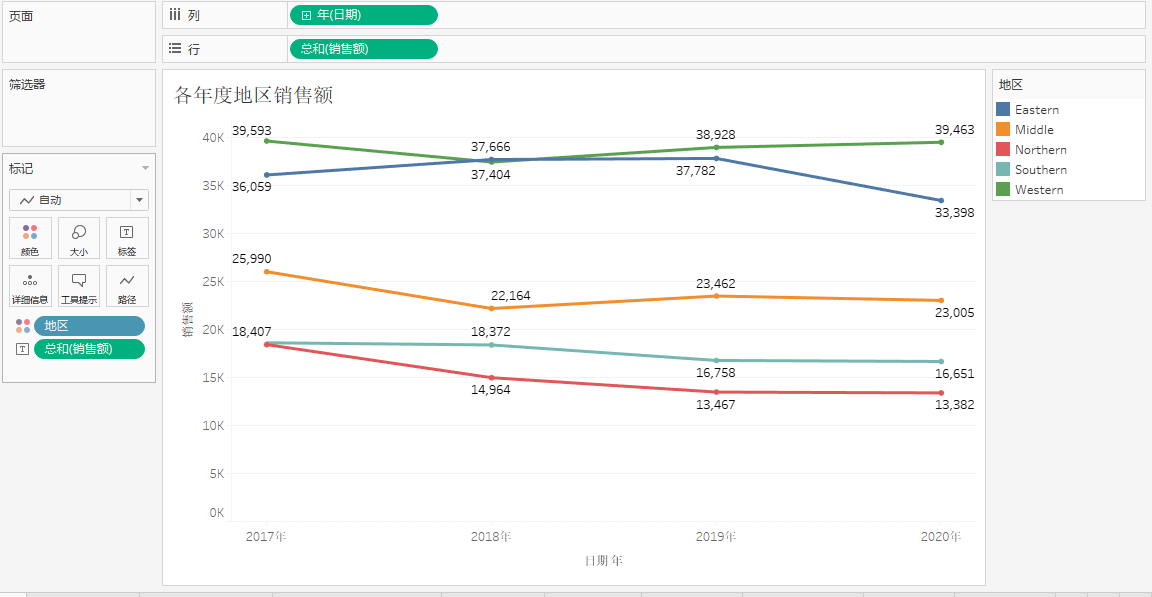 页面
列
年(日期)
行
总和(销售额)
筛选器
标记
自动
颜色
大小
标签
详细信息
工具提示
路径
地区
总和(销售额)
各年度地区销售额
40K
35K
30K
25K
20K
15K
10K
5K
0K
销售额
39,593
37,666
38,928
39,463
36,059
37,404
37,782
33,398
25,990
22,164
23,462
23,005
18,407
18,372
16,758
16,651
14,964
13,467
13,382
2017年
2018年
2019年
2020年
日期 年
地区
Eastern
Middle
Northern
Southern
Western